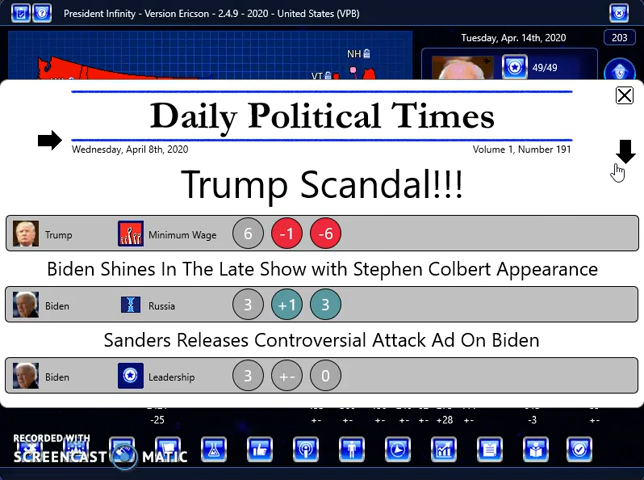 President Infinity - Version Ericson - 2.4.9 - 2020 - United States (VPB)
Tuesday, Apr. 14th, 2020
203
NH
VT
49/49
Daily Political Times
Wednesday, April 8th, 2020
Volume 1, Number 191
Trump Scandal!!!
Trump Minimum Wage 6 -1 -6
Biden Shines In The Late Show with Stephen Colbert Appearance
Biden Russia 3 +1 3
Sanders Releases Controversial Attack Ad On Biden
Biden Leadership 3 +- 0
-25 +- +- +- +- +28 +- -3 +-
RECORDED WITH
SCREENCAST MATIC